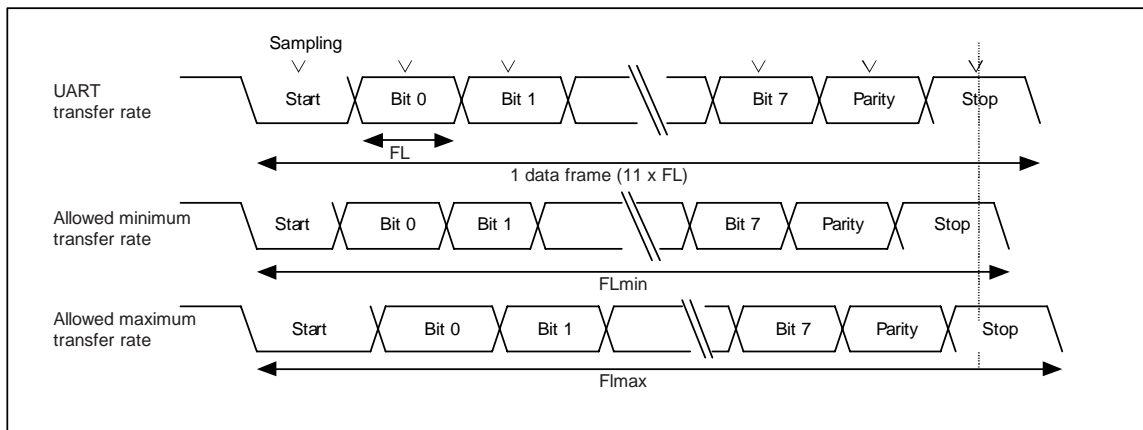 Sampling
UART
transfer rate
Start Bit 0 Bit 1 Bit 7 Parity Stop
FL
1 data frame (11 x FL)
Allowed minimum
transfer rate
Start Bit 0 Bit 1 Bit 7 Parity Stop
FLmin
Allowed maximum
transfer rate
Start Bit 0 Bit 1 Bit 7 Parity Stop
Flmax